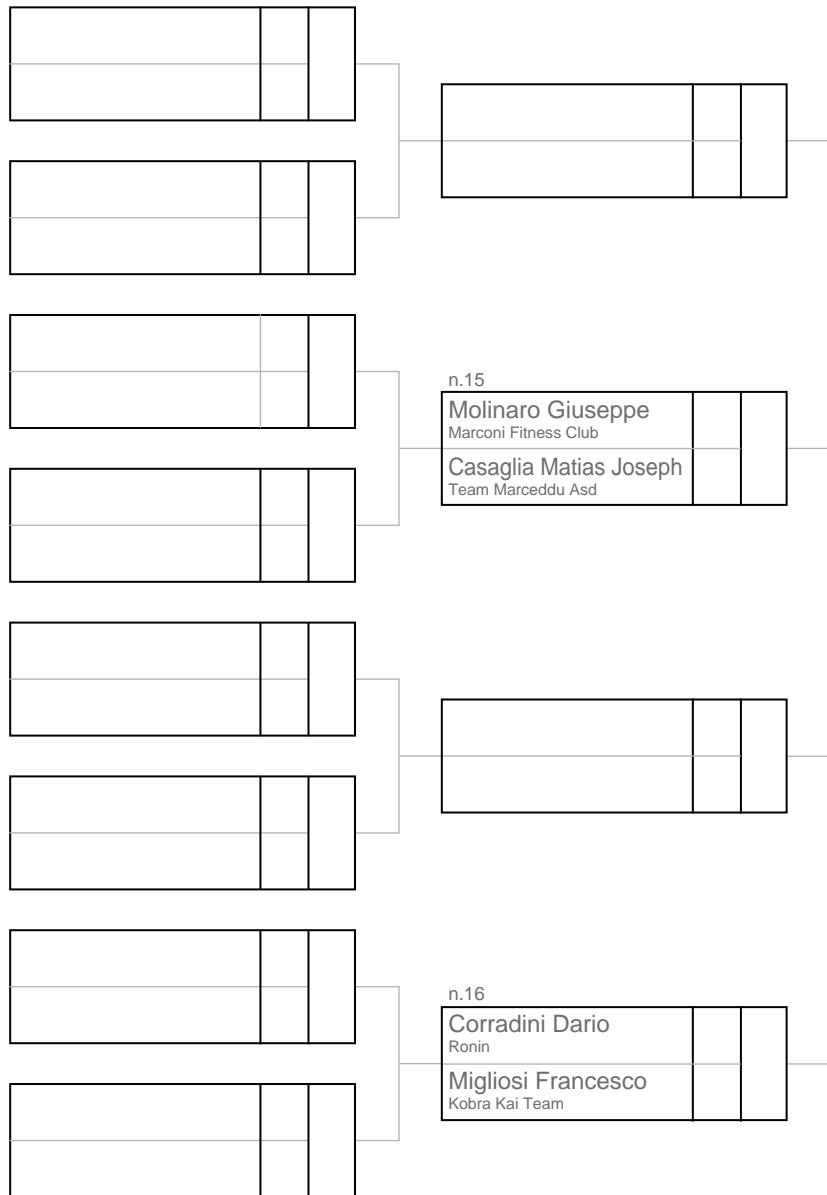 n.15
Molinaro Giuseppe
Marconi Fitness Club
Casaglia Matias Joseph
Team Marceddu Asd
n.16
Corradini Dario
Ronin
Migliosi Francesco
Kobra Kai Team